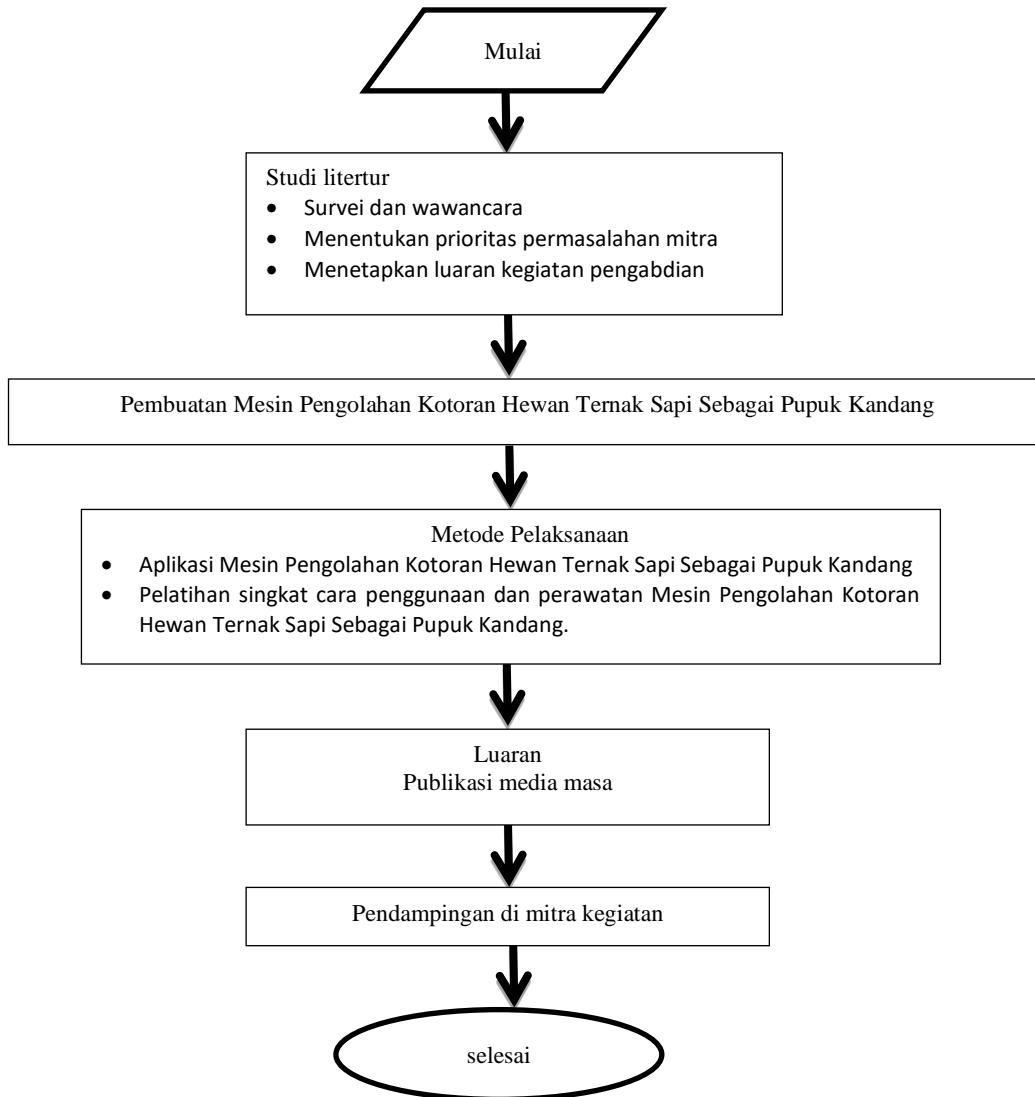 Mulai
Studi litertur
• Survei dan wawancara
• Menentukan prioritas permasalahan mitra
• Menetapkan luaran kegiatan pengabdian
Pembuatan Mesin Pengolahan Kotoran Hewan Ternak Sapi Sebagai Pupuk Kandang
Metode Pelaksanaan
• Aplikasi Mesin Pengolahan Kotoran Hewan Ternak Sapi Sebagai Pupuk Kandang
• Pelatihan singkat cara penggunaan dan perawatan Mesin Pengolahan Kotoran
Hewan Ternak Sapi Sebagai Pupuk Kandang.
Luaran
Publikasi media masa
Pendampingan di mitra kegiatan
selesai